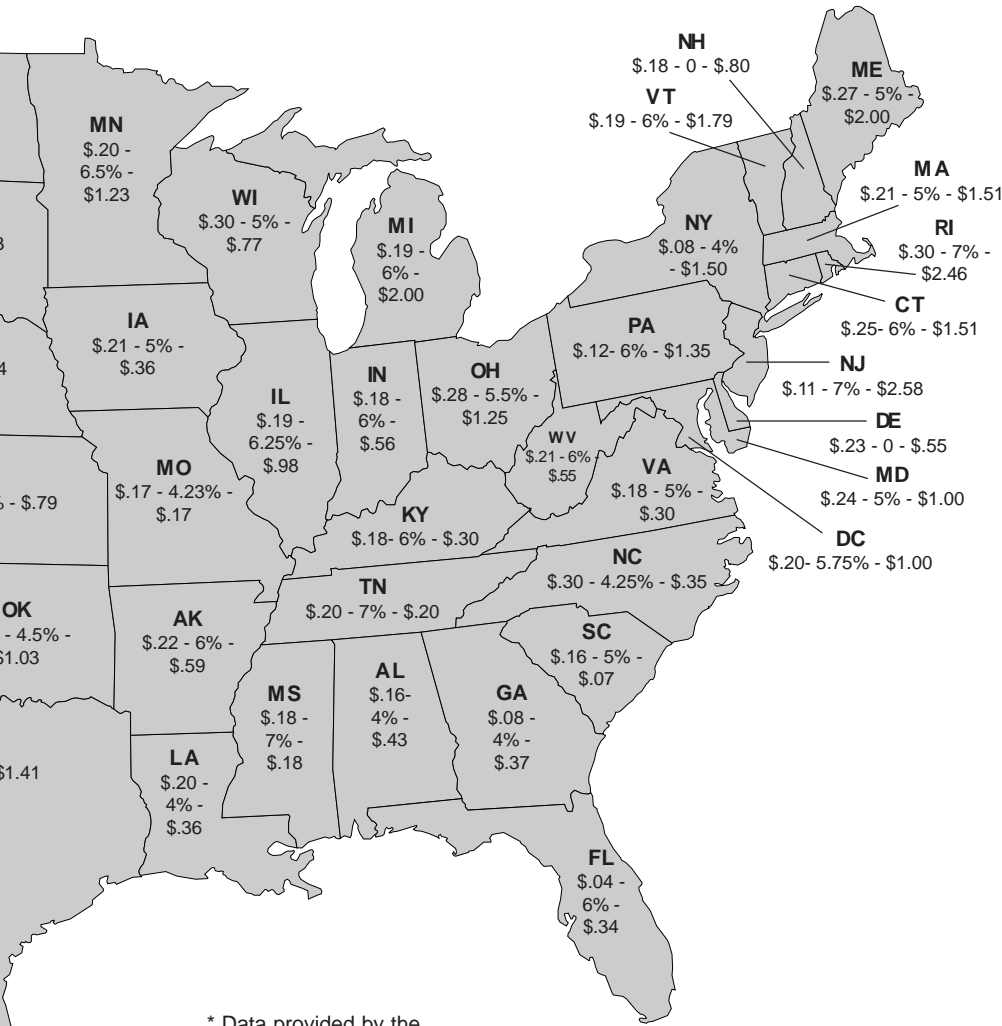 NH
$.18 - 0 - $.80
VT
$.19 - 6% - $1.79
ME
$.27 - 5% -
$2.00
MN
$.20 -
6.5% -
$1.23
WI
$.30 - 5% -
$.77
MI
$.19 -
6% -
$2.00
NY
$.08 - 4%
- $1.50
MA
$.21 - 5% - $1.51
RI
$.30 - 7% -
$2.46
CT
$.25- 6% - $1.51
IA
$.21 - 5% -
$.36
PA
$.12- 6% - $1.35
NJ
$.11 - 7% - $2.58
IL
$.19 -
6.25% -
$.98
IN
$.18 -
6% -
$.56
OH
$.28 - 5.5% -
$1.25
DE
$.23 - 0 - $.55
WV
$.21 - 6% -
$.55
MD
$.24 - 5% - $1.00
MO
$.17 - 4.23% -
$.17
VA
$.18 - 5% -
$.30
% - $.79
KY
$.18- 6% - $.30
DC
$.20- 5.75% - $1.00
NC
$.30 - 4.25% - $.35
TN
$.20 - 7% - $.20
OK
- 4.5% -
$1.03
AK
$.22 - 6% -
$.59
SC
$.16 - 5% -
$.07
MS
$.18 -
7% -
$.18
AL
$.16-
4% -
$.43
GA
$.08 -
4% -
$.37
LA
$.20 -
4% -
$.36
$1.41
FL
$.04 -
6% -
$.34
* Data provided by the